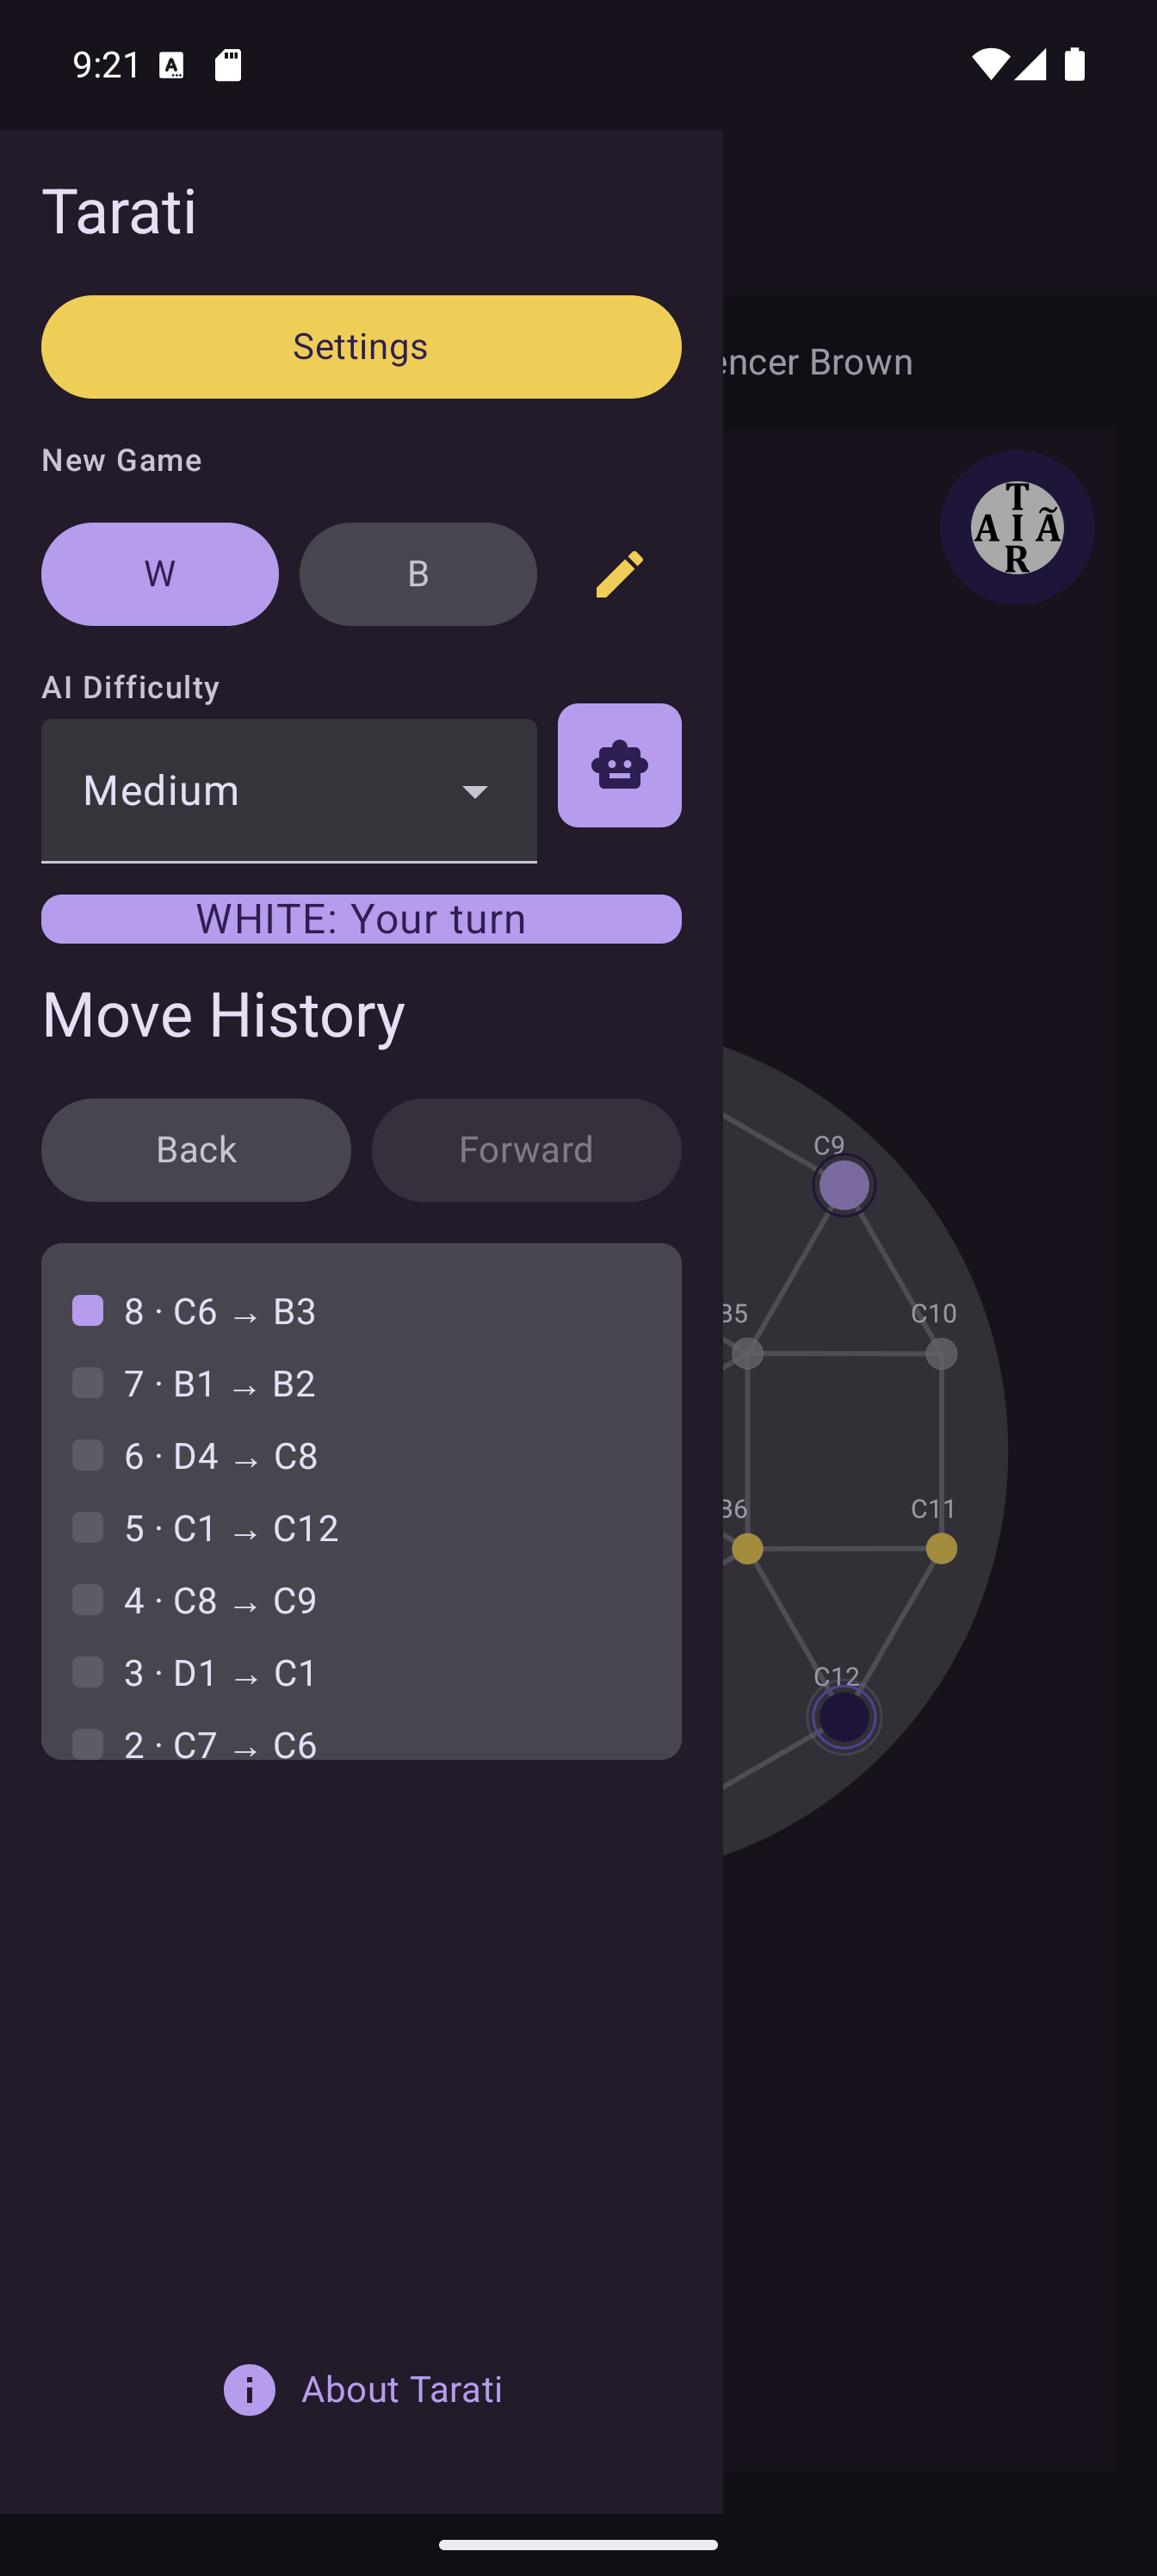 9:21
Tarati
Settings
encer Brown
New Game
T
A I Ã
R
W
B
AI Difficulty
Medium
WHITE: Your turn
Move History
Back
Forward
C9
8 · C6 → B3
B5
C10
7 · B1 → B2
6 · D4 → C8
5 · C1 → C12
B6
C11
4 · C8 → C9
3 · D1 → C1
C12
2 · C7 → C6
About Tarati